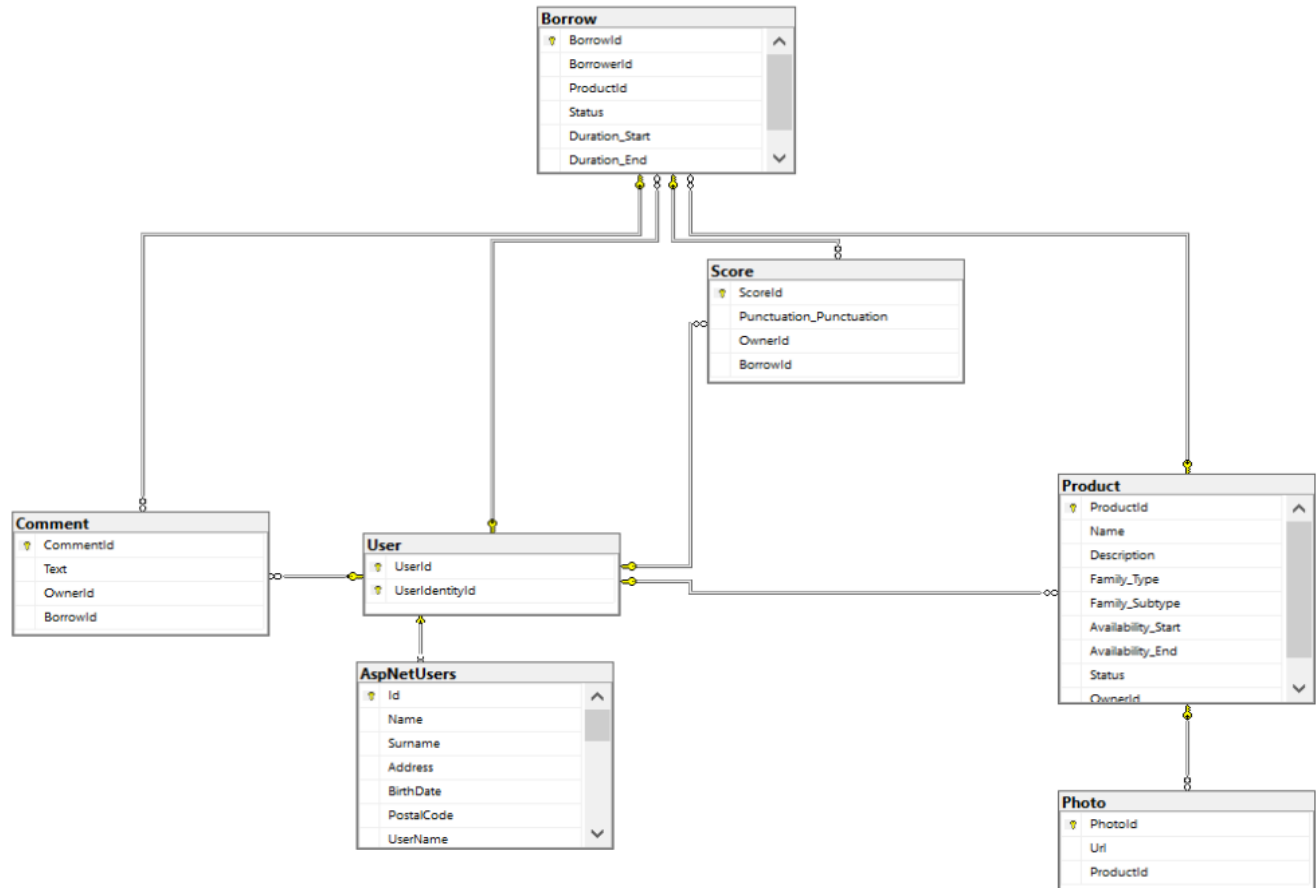 Borrow
BorrowId
BorrowerId
ProductId
Status
Duration_Start
Duration_End
Score
ScoreId
Punctuation_Punctuation
OwnerId
BorrowId
Product
ProductId
Name
Description
Family_Type
Family_Subtype
Availability_Start
Availability_End
Status
OwnerId
Comment
CommentId
Text
OwnerId
BorrowId
User
UserId
UserIdentityId
AspNetUsers
Id
Name
Surname
Address
BirthDate
PostalCode
UserName
Photo
PhotoId
Url
ProductId